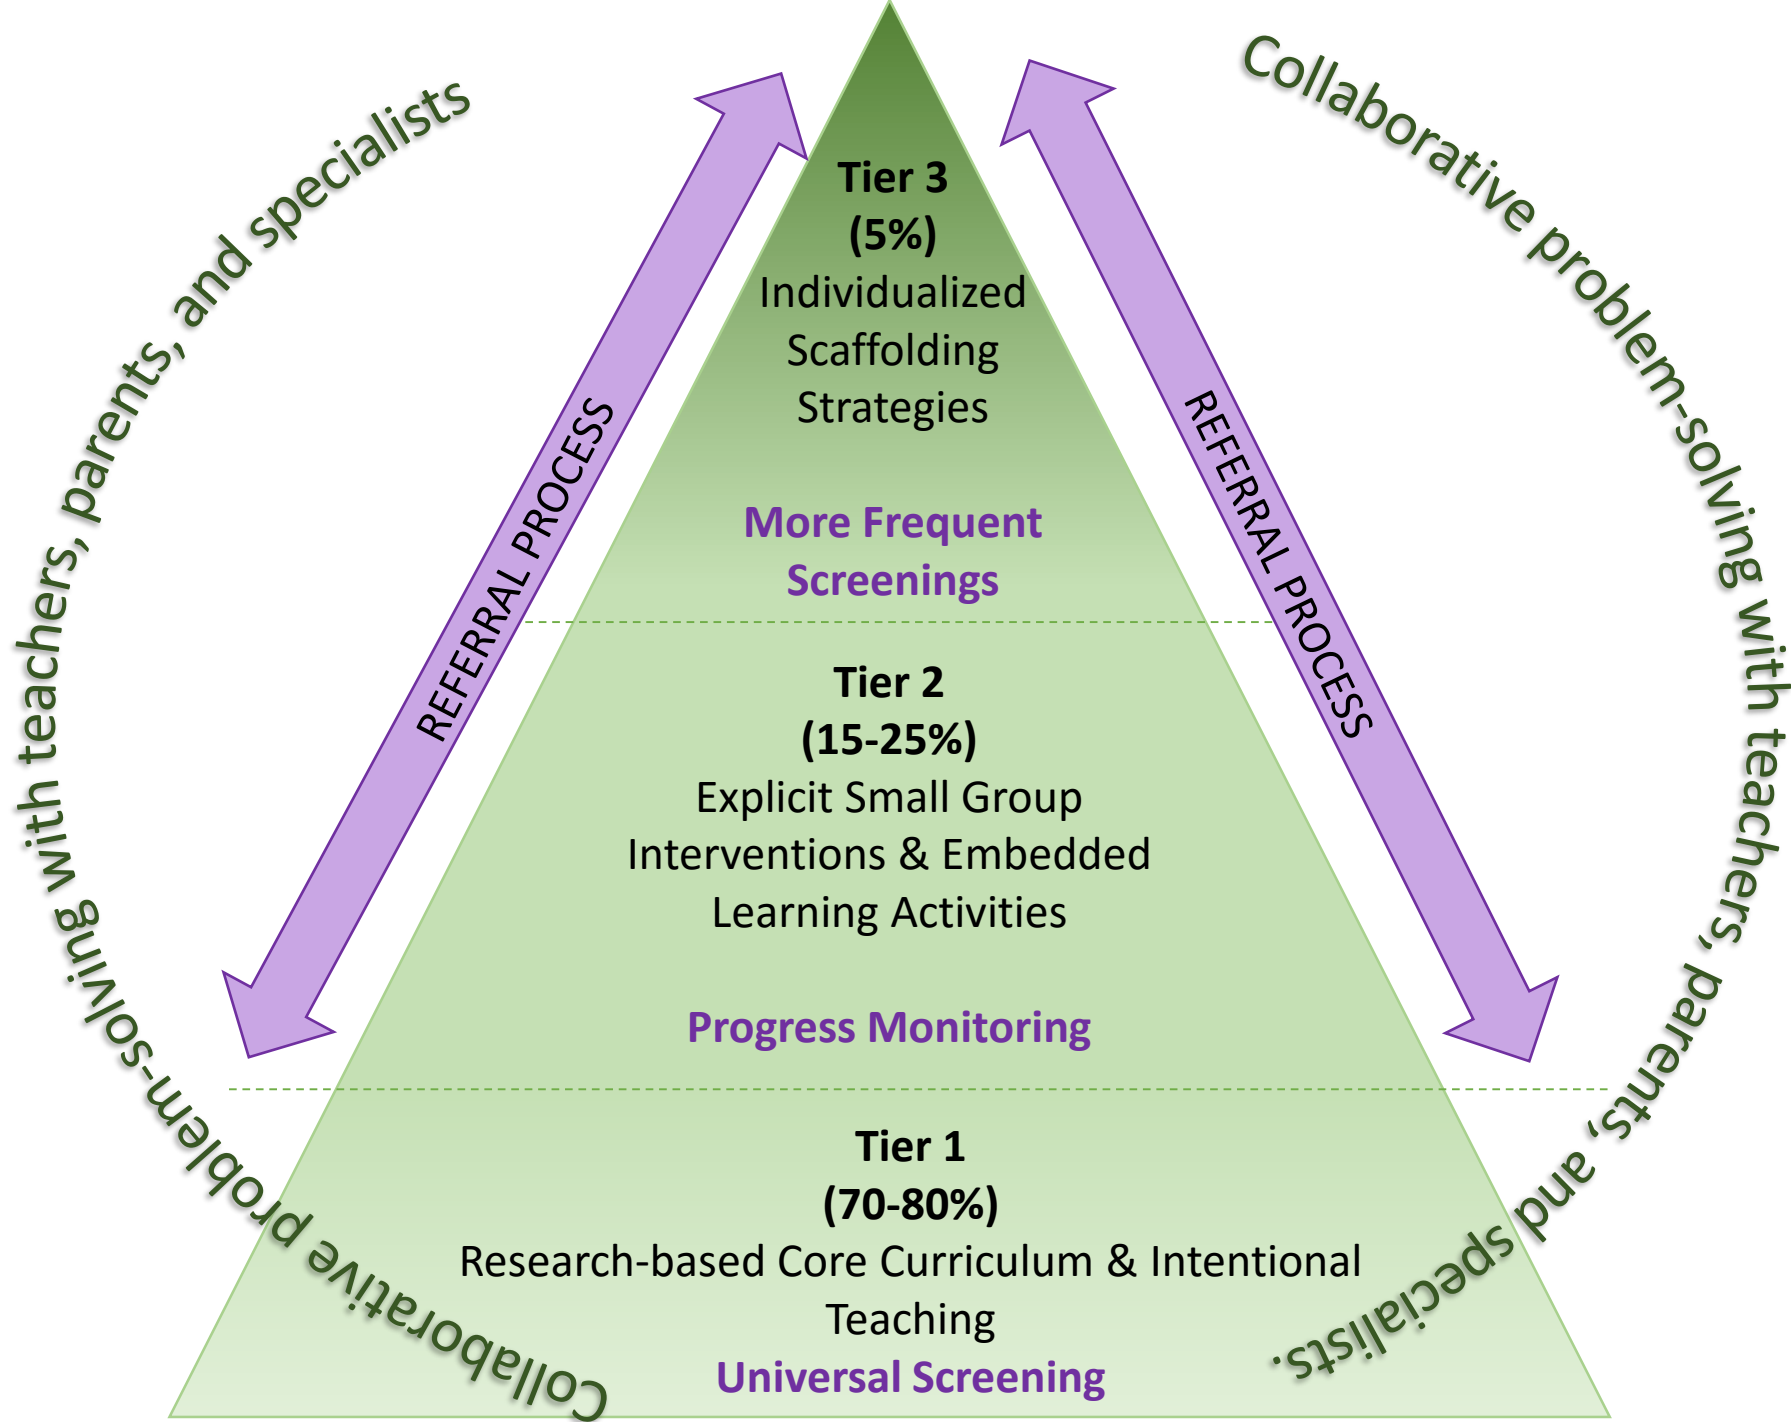 Collaborative problem-solving with teachers, parents, and specialists
REFERRAL PROCESS
Tier 3
(5%)
Individualized
Scaffolding
Strategies
More Frequent
Screenings
Tier 2
(15-25%)
Explicit Small Group
Interventions & Embedded
Learning Activities
Progress Monitoring
Tier 1
(70-80%)
Research-based Core Curriculum & Intentional
Teaching
Universal Screening
REFERRAL PROCESS
Collaborative problem-solving with teachers, parents, and specialists.